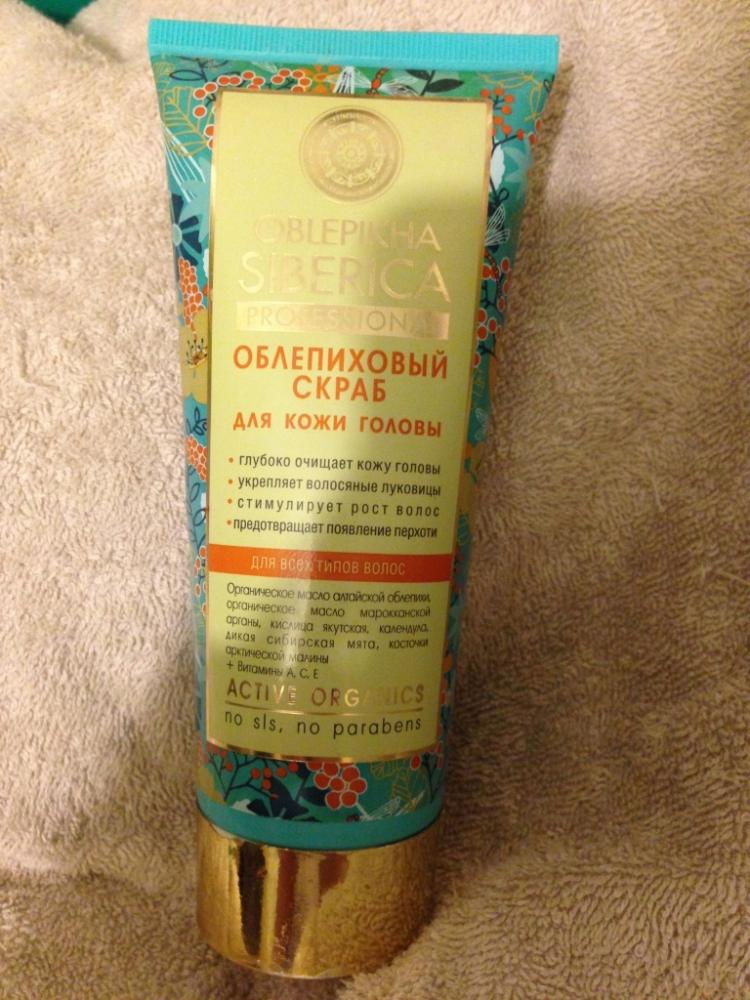 OBLEPIKHA
SIBERICA
PROFESSIONAL
ОБЛЕПИХОВЫЙ
СКРАБ
ДЛЯ КОЖИ ГОЛОВЫ
• глубоко очищает кожу головы
• укрепляет волосяные луковицы
• стимулирует рост волос
• предотвращает появление перхоти
ДЛЯ ВСЕХ ТИПОВ ВОЛОС
Органическое масло алтайской облепихи,
органическое масло марокканской
арганы, кислица якутская, календула,
дикая сибирская мята, косточки
арктической малины
+ Витамины А, С, Е
ACTIVE ORGANICS
no sls, no parabens